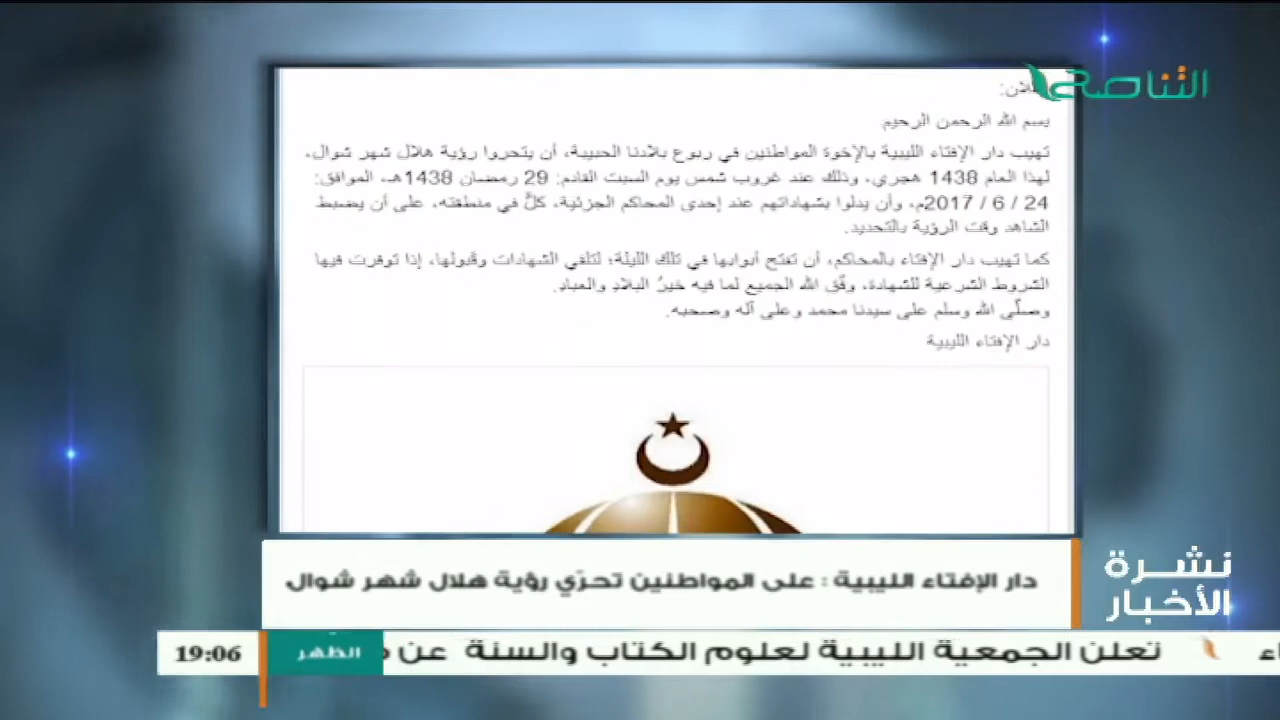 التناصح
إعلان:
بسم الله الرحمن الرحيم
تهيب دار الإفتاء الليبية بالإخوة المواطنين في ربوع بلادنا الحبيبة، أن يتحروا رؤية هلال شهر شوال،
لهذا العام 1438 هجري، وذلك عند غروب شمس يوم السبت القادم: 29 رمضان 1438هـ، الموافق:
24 / 6 / 2017م، وأن يدلوا بشهاداتهم عند إحدى المحاكم الجزئية، كلٌّ في منطقته، على أن يضبط
الشاهد وقت الرؤية بالتحديد.
كما تهيب دار الإفتاء بالمحاكم، أن تفتح أبوابها في تلك الليلة؛ لتلقي الشهادات وقبولها، إذا توفرت فيها
الشروط الشرعية للشهادة، وفّق الله الجميع لما فيه خيرُ البلادِ والعبادِ.
وصلّى الله وسلم على سيدنا محمد وعلى آله وصحبه.
دار الإفتاء الليبية
نشرة
الأخبار
دار الإفتاء الليبية : على المواطنين تحرّي رؤية هلال شهر شوال
تعلن الجمعية الليبية لعلوم الكتاب والسنة عن
الظهر
19:06